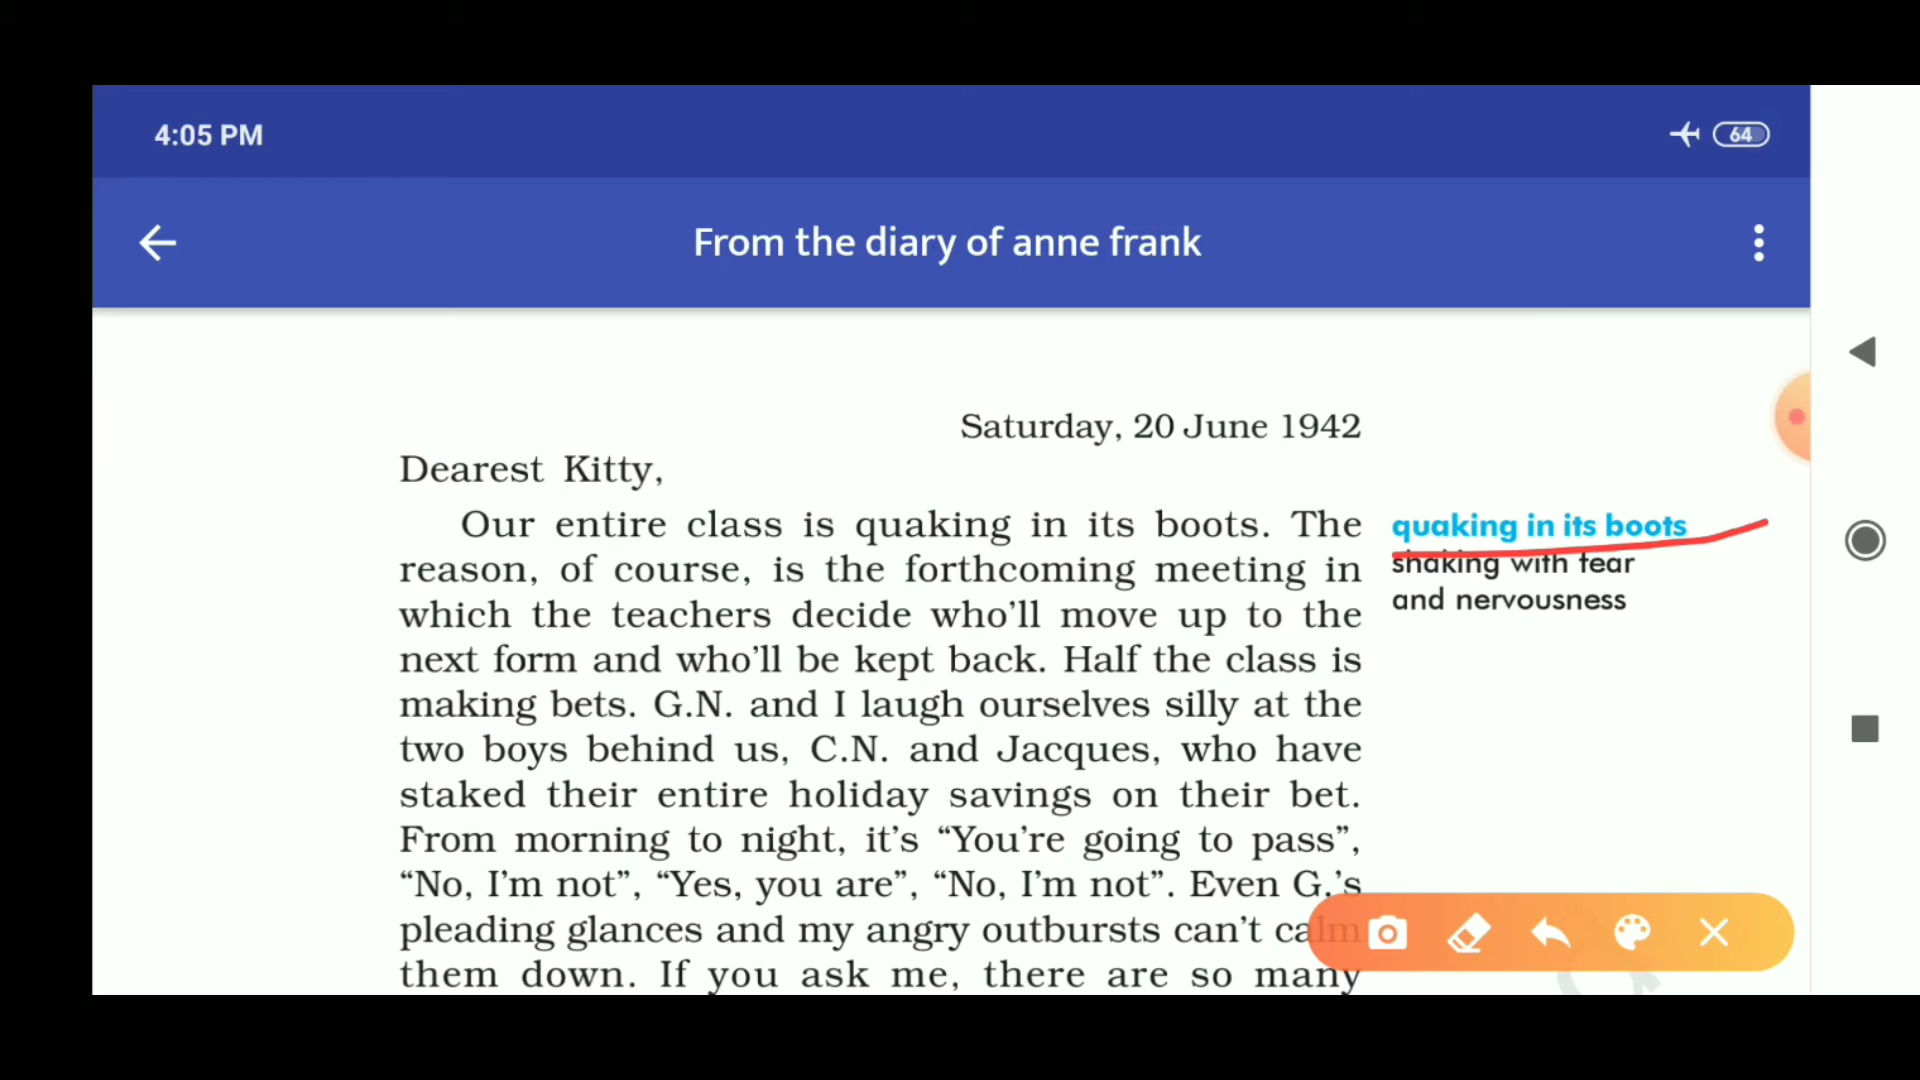 4:05 PM
64
From the diary of anne frank
Saturday, 20 June 1942
Dearest Kitty,
Our entire class is quaking in its boots. The
reason, of course, is the forthcoming meeting in
which the teachers decide who’ll move up to the
next form and who’ll be kept back. Half the class is
making bets. G.N. and I laugh ourselves silly at the
two boys behind us, C.N. and Jacques, who have
staked their entire holiday savings on their bet.
From morning to night, it’s “You’re going to pass”,
“No, I’m not”, “Yes, you are”, “No, I’m not”. Even G.’s
pleading glances and my angry outbursts can’t calm
them down. If you ask me, there are so many
quaking in its boots
shaking with fear
and nervousness